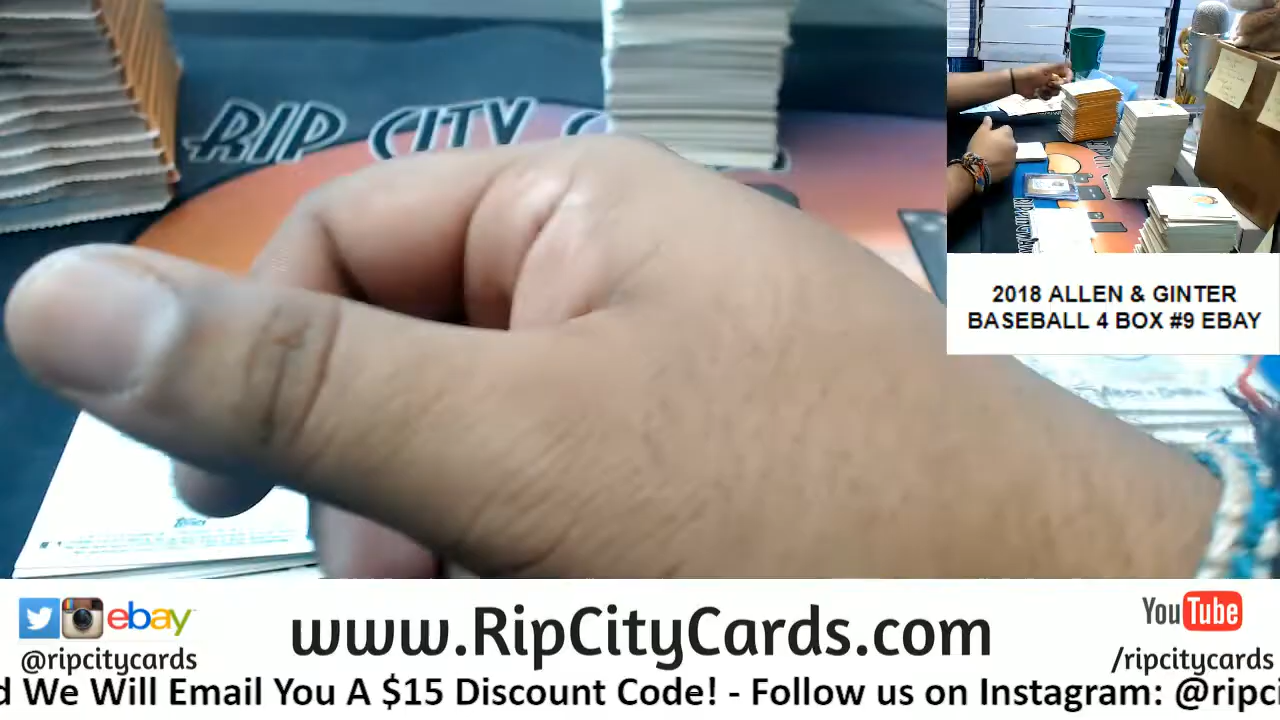 RIP CITY
2018 ALLEN & GINTER
BASEBALL 4 BOX #9 EBAY
ebay
@ripcitycards
www.RipCityCards.com
YouTube
/ripcitycards
d We Will Email You A $15 Discount Code! - Follow us on Instagram: @ripci